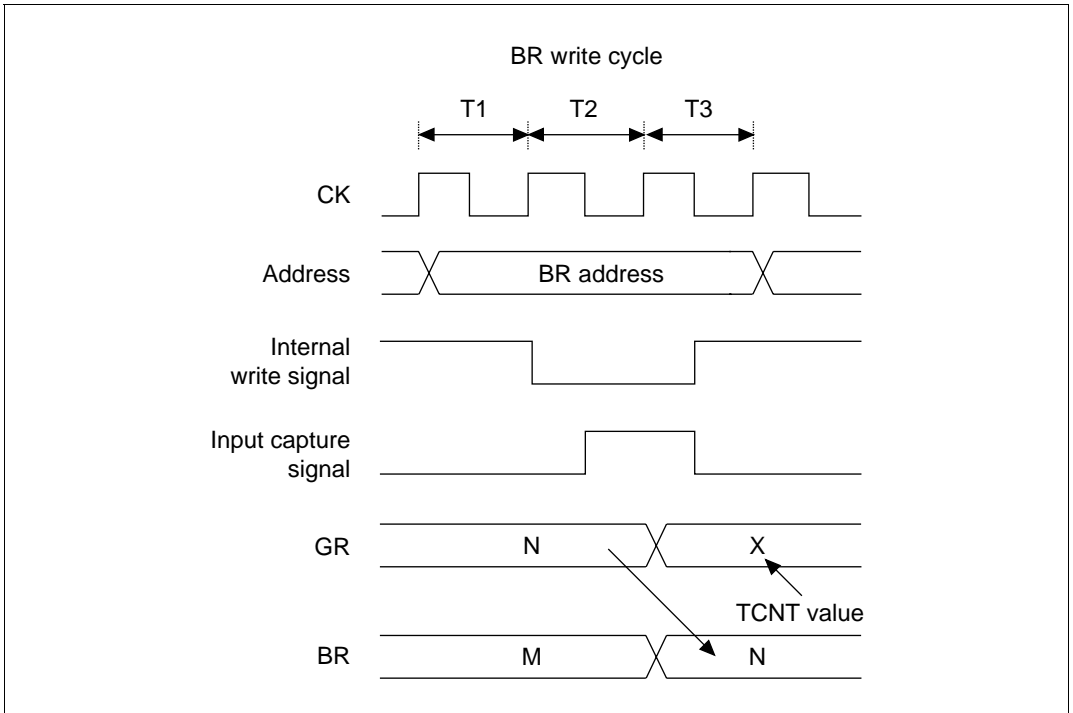 BR write cycle
T1 T2 T3
CK
Address BR address
Internal
write signal
Input capture
signal
GR N X
TCNT value
BR M N